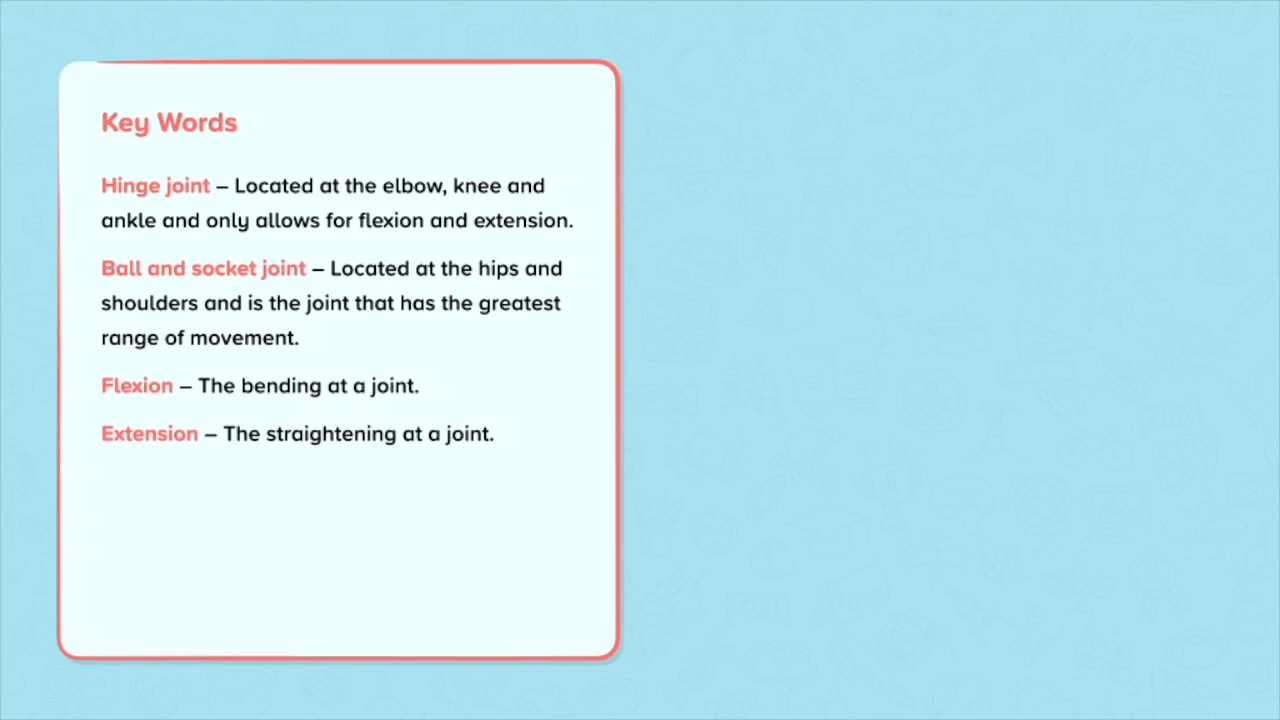 Key Words
Hinge joint – Located at the elbow, knee and
ankle and only allows for flexion and extension.
Ball and socket joint – Located at the hips and
shoulders and is the joint that has the greatest
range of movement.
Flexion – The bending at a joint.
Extension – The straightening at a joint.